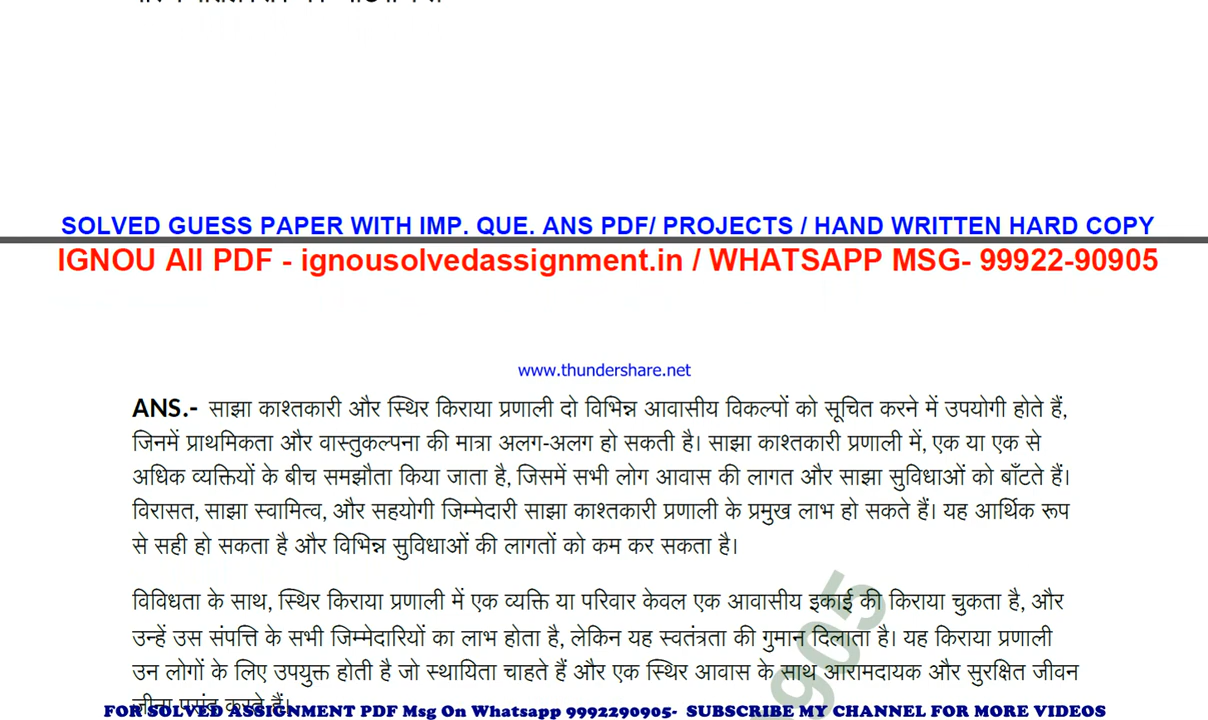 SOLVED GUESS PAPER WITH IMP. QUE. ANS PDF/ PROJECTS / HAND WRITTEN HARD COPY
IGNOU All PDF - ignousolvedassignment.in / WHATSAPP MSG- 99922-90905
www.thundershare.net
ANS.- साझा काश्तकारी और स्थिर किराया प्रणाली दो विभिन्न आवासीय विकल्पों को सूचित करने में उपयोगी होते हैं,
जिनमें प्राथमिकता और वास्तुकल्पना की मात्रा अलग-अलग हो सकती है। साझा काश्तकारी प्रणाली में, एक या एक से
अधिक व्यक्तियों के बीच समझौता किया जाता है, जिसमें सभी लोग आवास की लागत और साझा सुविधाओं को बाँटते हैं।
विरासत, साझा स्वामित्व, और सहयोगी जिम्मेदारी साझा काश्तकारी प्रणाली के प्रमुख लाभ हो सकते हैं। यह आर्थिक रूप
से सही हो सकता है और विभिन्न सुविधाओं की लागतों को कम कर सकता है।
विविधता के साथ, स्थिर किराया प्रणाली में एक व्यक्ति या परिवार केवल एक आवासीय इकाई की किराया चुकता है, और
उन्हें उस संपत्ति के सभी जिम्मेदारियों का लाभ होता है, लेकिन यह स्वतंत्रता की गुमान दिलाता है। यह किराया प्रणाली
उन लोगों के लिए उपयुक्त होती है जो स्थायिता चाहते हैं और एक स्थिर आवास के साथ आरामदायक और सुरक्षित जीवन
जीना पसंद करते हैं।
FOR SOLVED ASSIGNMENT PDF Msg On Whatsapp 9992290905- SUBSCRIBE MY CHANNEL FOR MORE VIDEOS